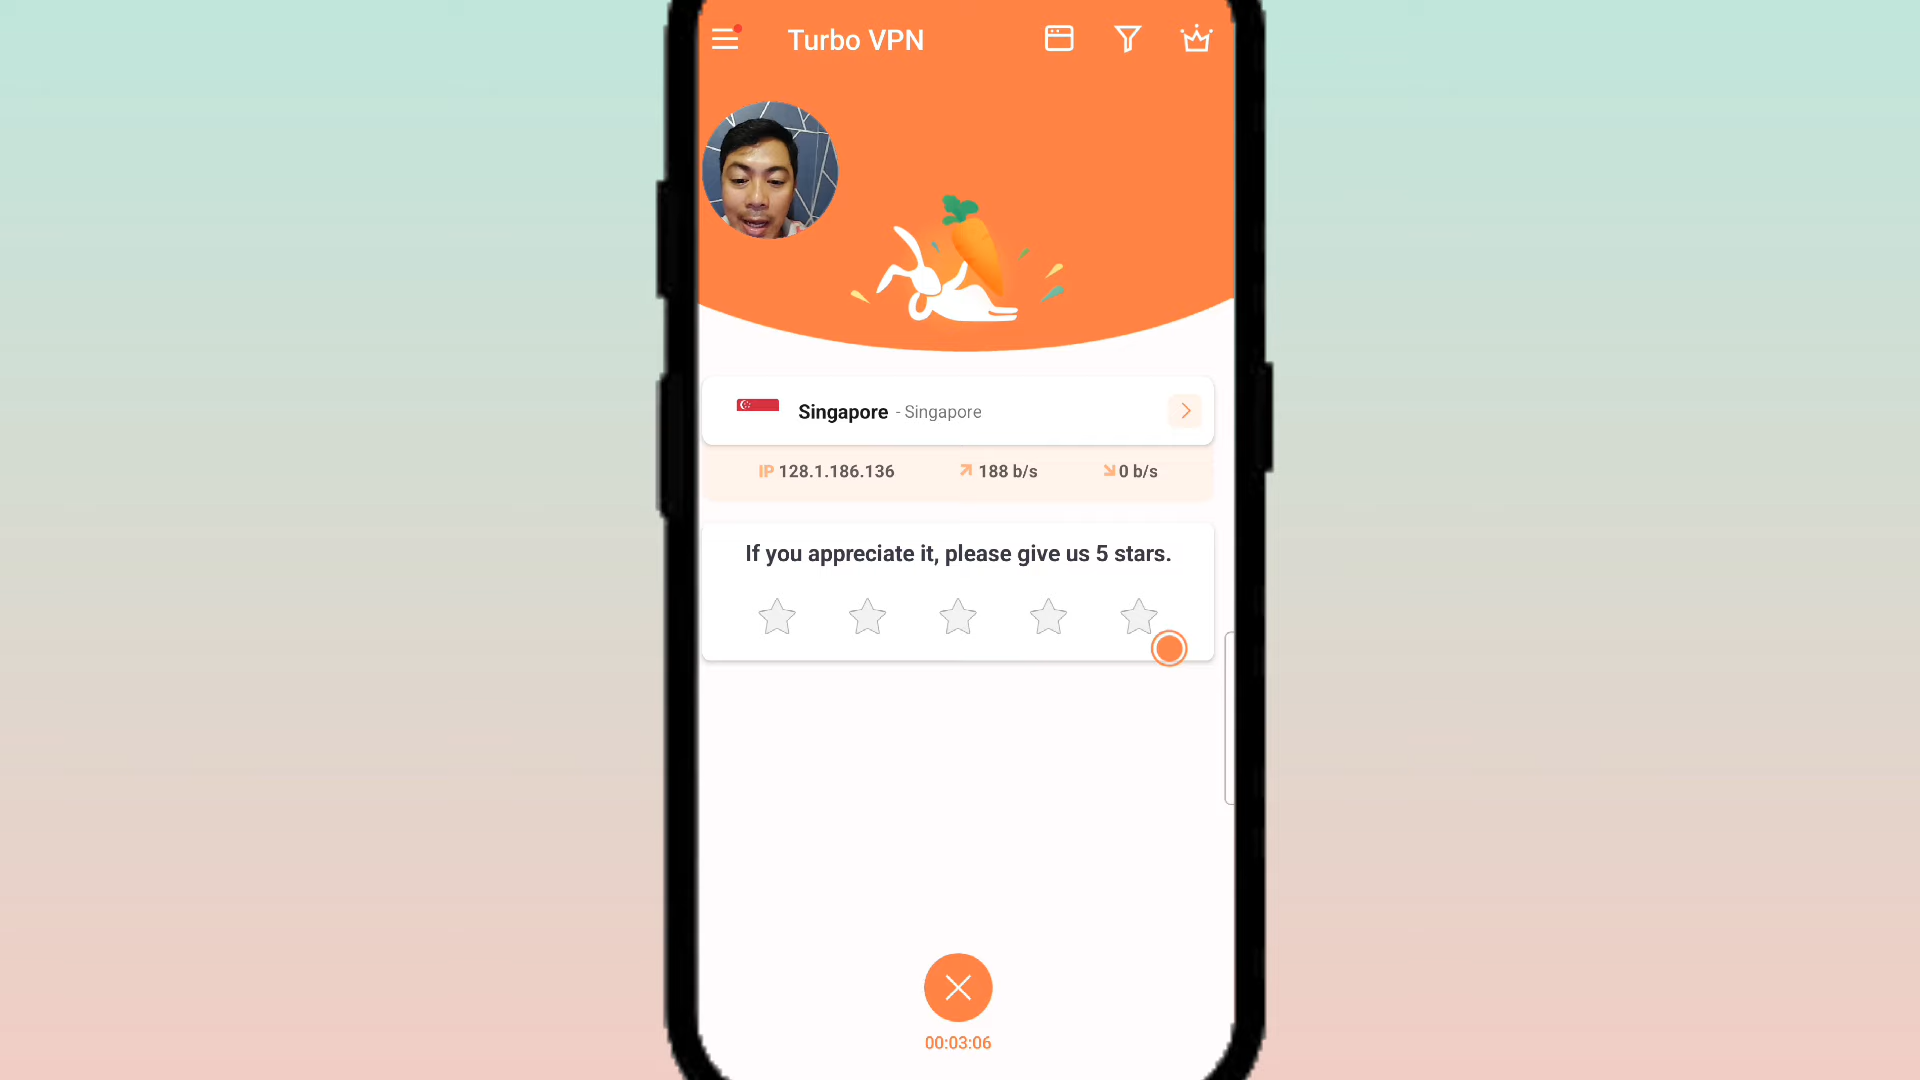 Turbo VPN
Singapore - Singapore
IP 128.1.186.136 188 b/s 0 b/s
If you appreciate it, please give us 5 stars.
00:03:06